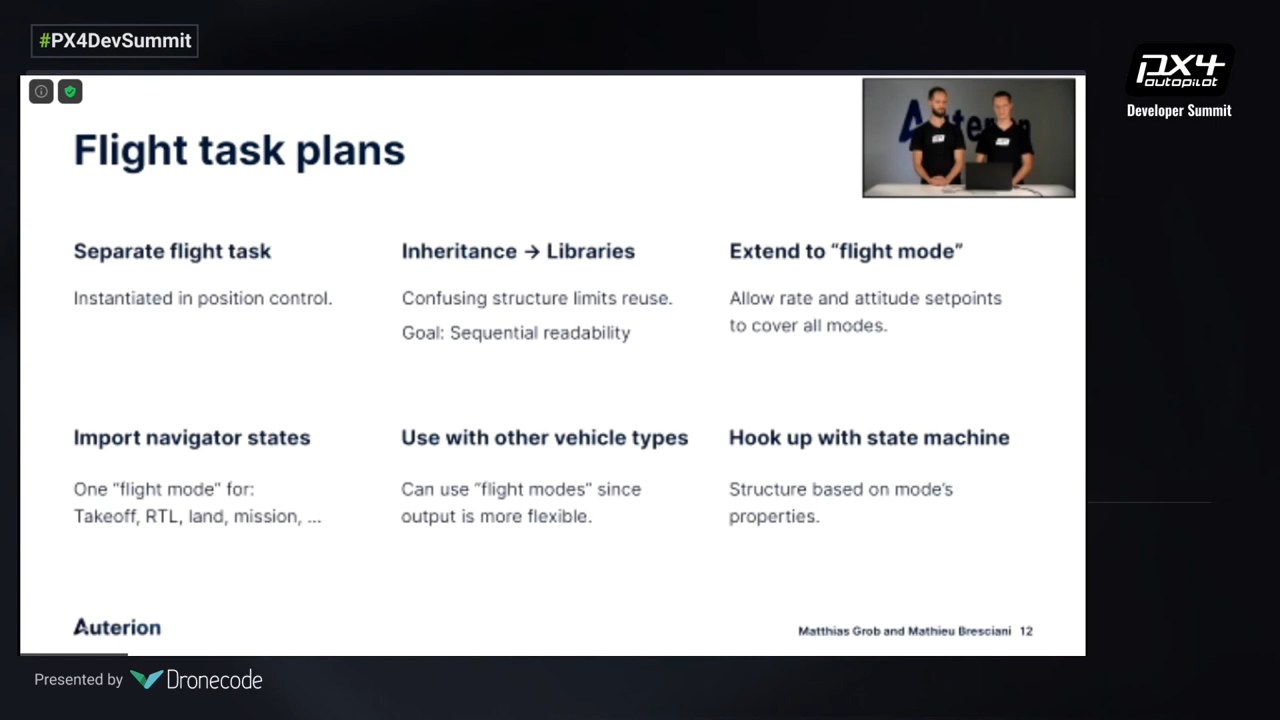 #PX4DevSummit
px4
autopilot
Developer Summit
Flight task plans
Auterion
Separate flight task
Instantiated in position control.
Inheritance → Libraries
Confusing structure limits reuse.
Goal: Sequential readability
Extend to “flight mode”
Allow rate and attitude setpoints
to cover all modes.
Import navigator states
One “flight mode” for:
Takeoff, RTL, land, mission, ...
Use with other vehicle types
Can use “flight modes” since
output is more flexible.
Hook up with state machine
Structure based on mode’s
properties.
Auterion
Matthias Grob and Mathieu Bresciani 12
Presented by Dronecode